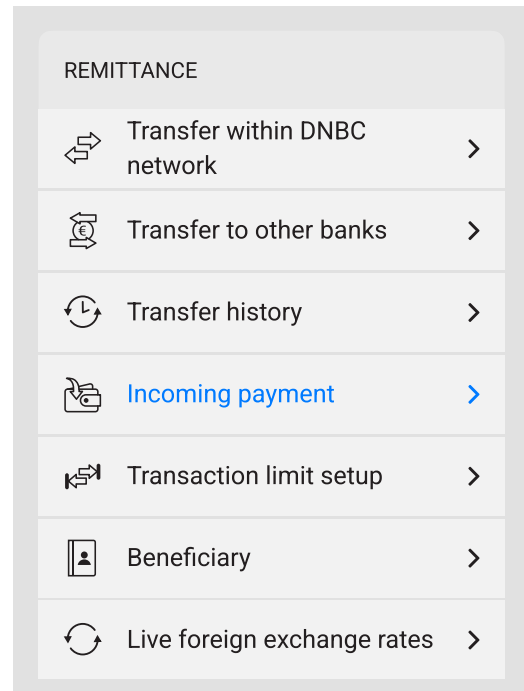 REMITTANCE
Transfer within DNBC
network
Transfer to other banks
Transfer history
Incoming payment
Transaction limit setup
Beneficiary
Live foreign exchange rates